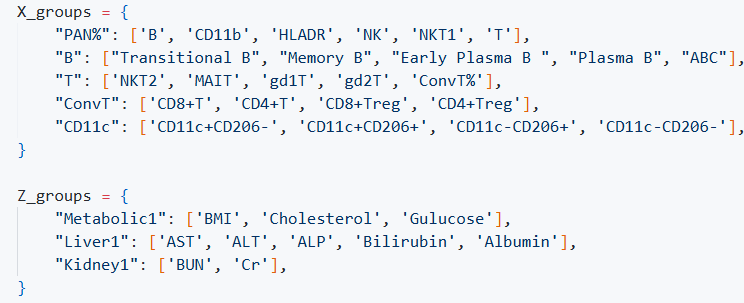 X_groups = {
    "PAN%": ['B', 'CD11b', 'HLADR', 'NK', 'NKT1', 'T'],
    "B": ["Transitional B", "Memory B", "Early Plasma B ", "Plasma B", "ABC"],
    "T": ['NKT2', 'MAIT', 'gd1T', 'gd2T', 'ConvT%'],
    "ConvT": ['CD8+T', 'CD4+T', 'CD8+Treg', 'CD4+Treg'],
    "CD11c": ['CD11c+CD206-', 'CD11c+CD206+', 'CD11c-CD206+', 'CD11c-CD206-'],
}
Z_groups = {
    "Metabolic1": ['BMI', 'Cholesterol', 'Gulucose'],
    "Liver1": ['AST', 'ALT', 'ALP', 'Bilirubin', 'Albumin'],
    "Kidney1": ['BUN', 'Cr'],
}